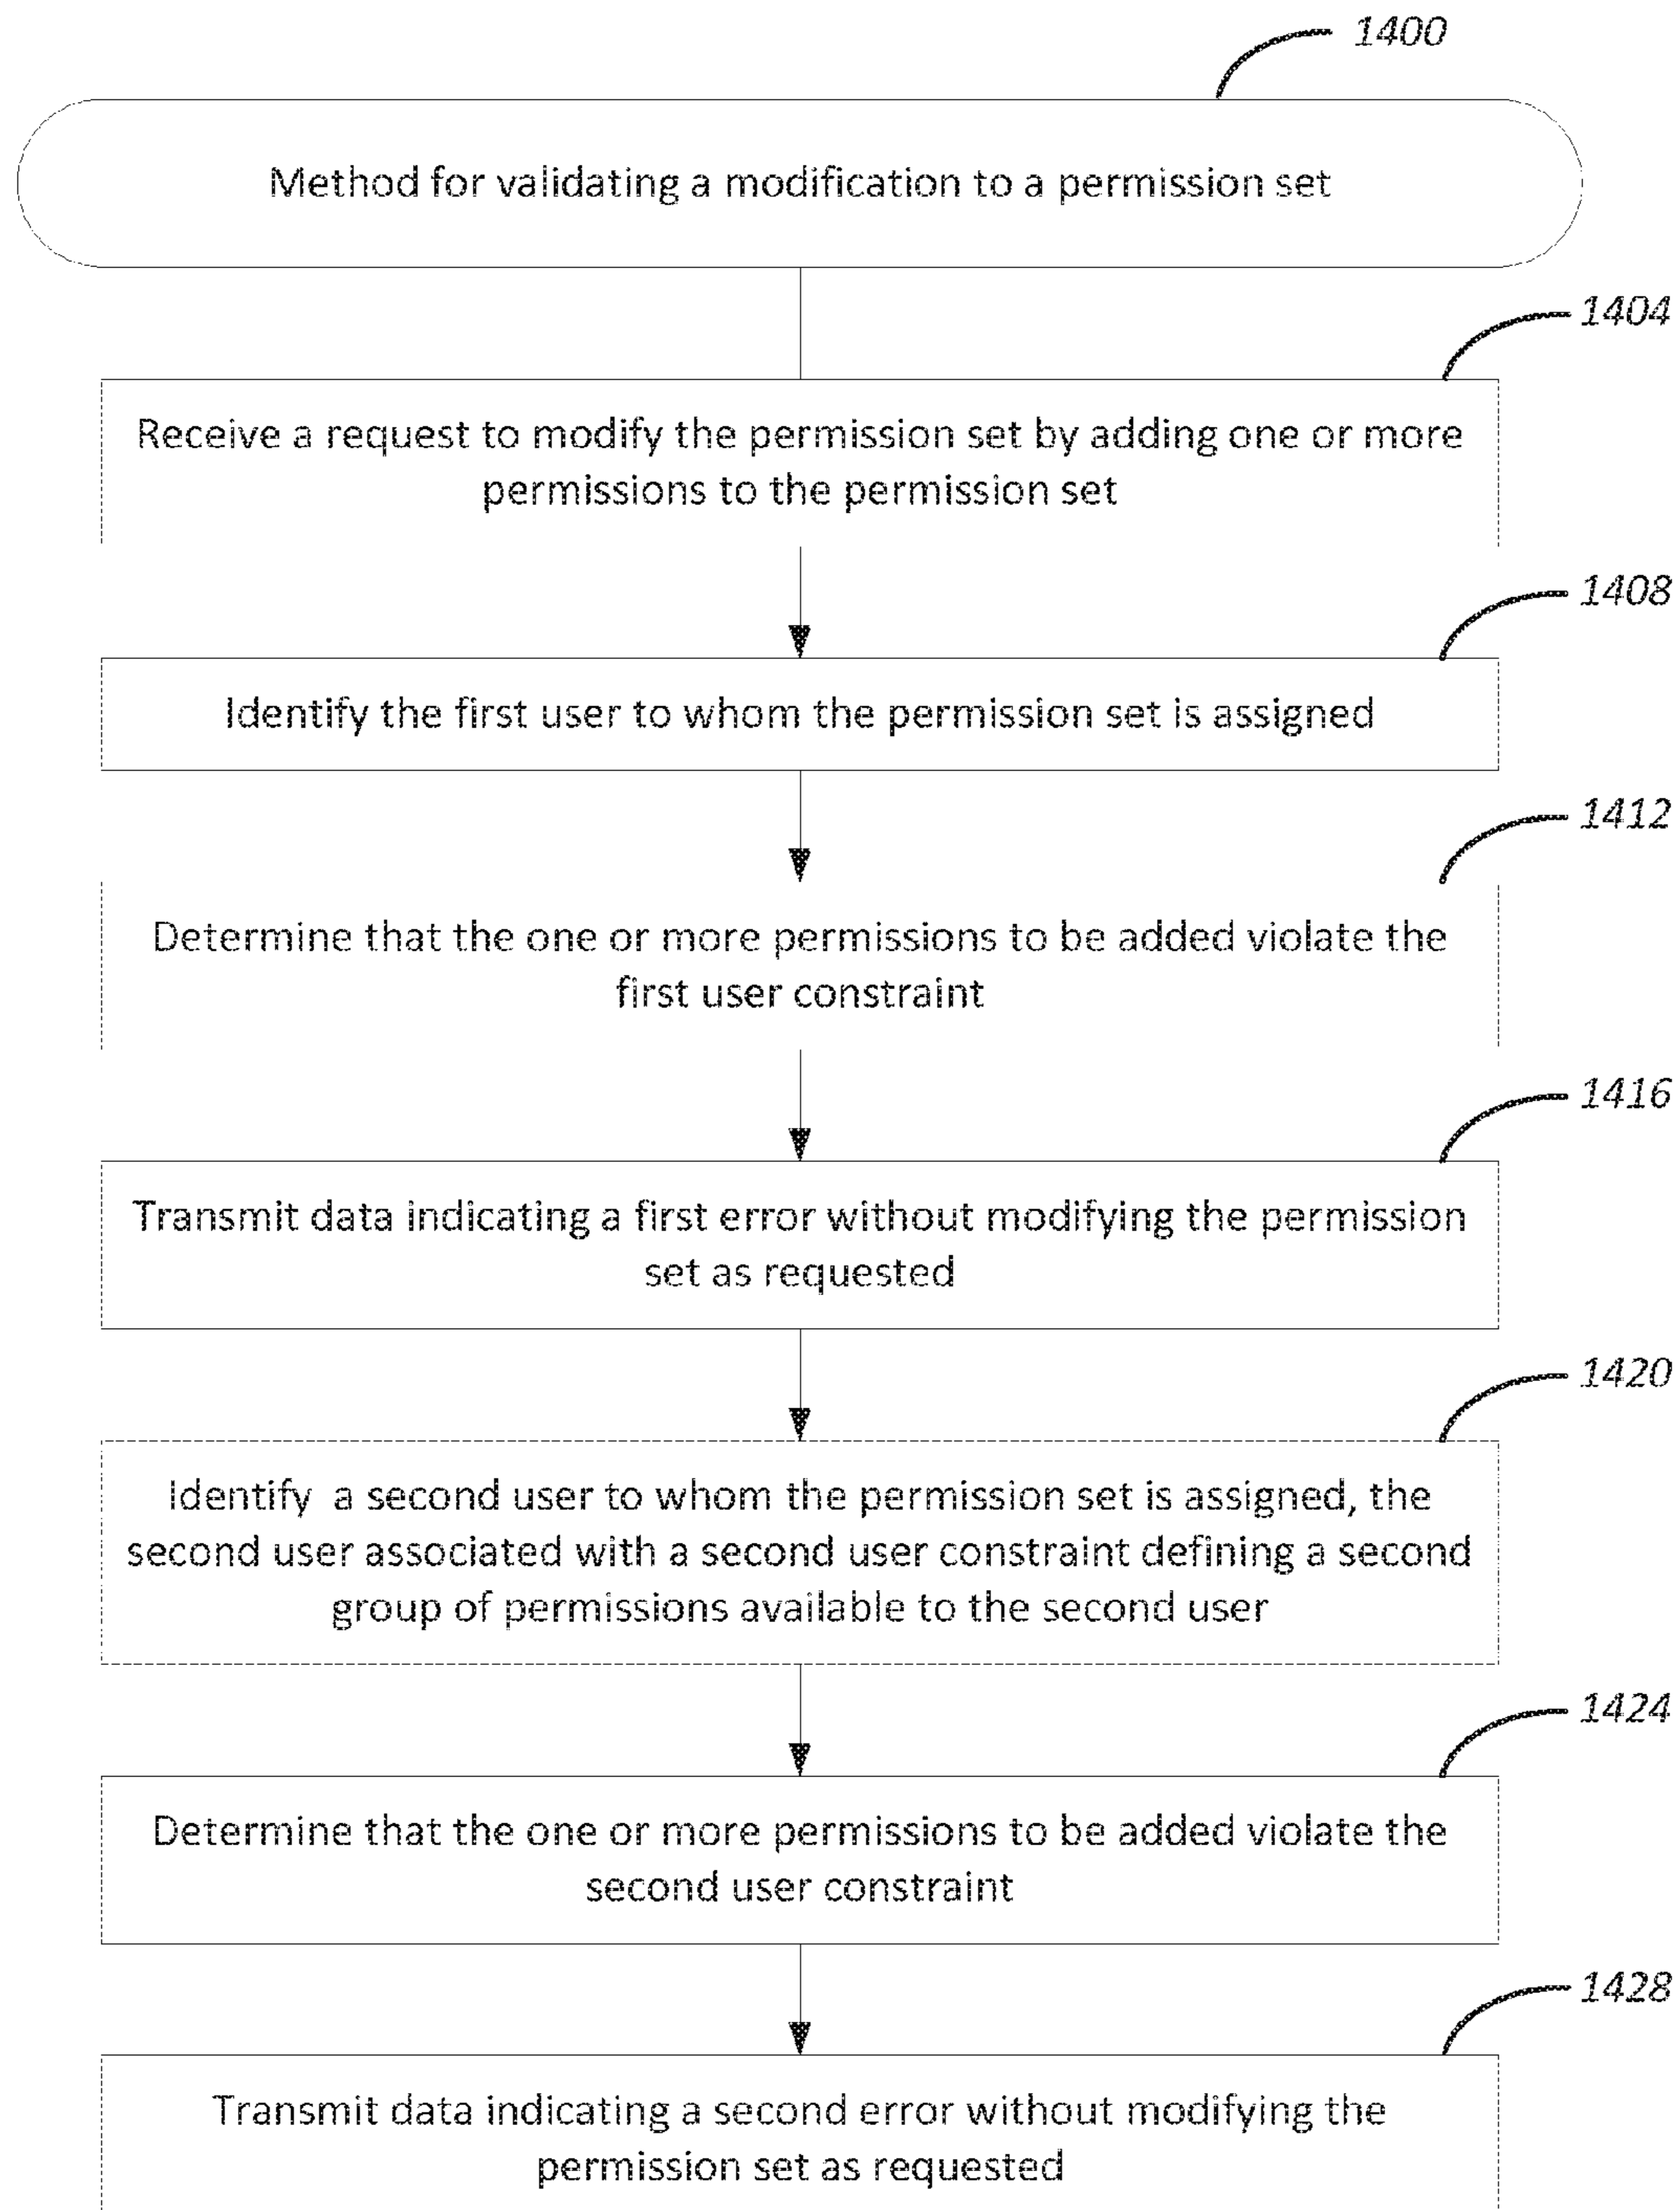 1400
Method for validating a modification to a permission set
1404
Receive a request to modify the permission set by adding one or more
permissions to the permission set
1408
Identify the first user to whom the permission set is assigned
1412
Determine that the one or more permissions to be added violate the
first user constraint
1416
Transmit data indicating a first error without modifying the permission
set as requested
1420
Identify a second user to whom the permission set is assigned, the
second user associated with a second user constraint defining a second
group of permissions available to the second user
1424
Determine that the one or more permissions to be added violate the
second user constraint
1428
Transmit data indicating a second error without modifying the
permission set as requested